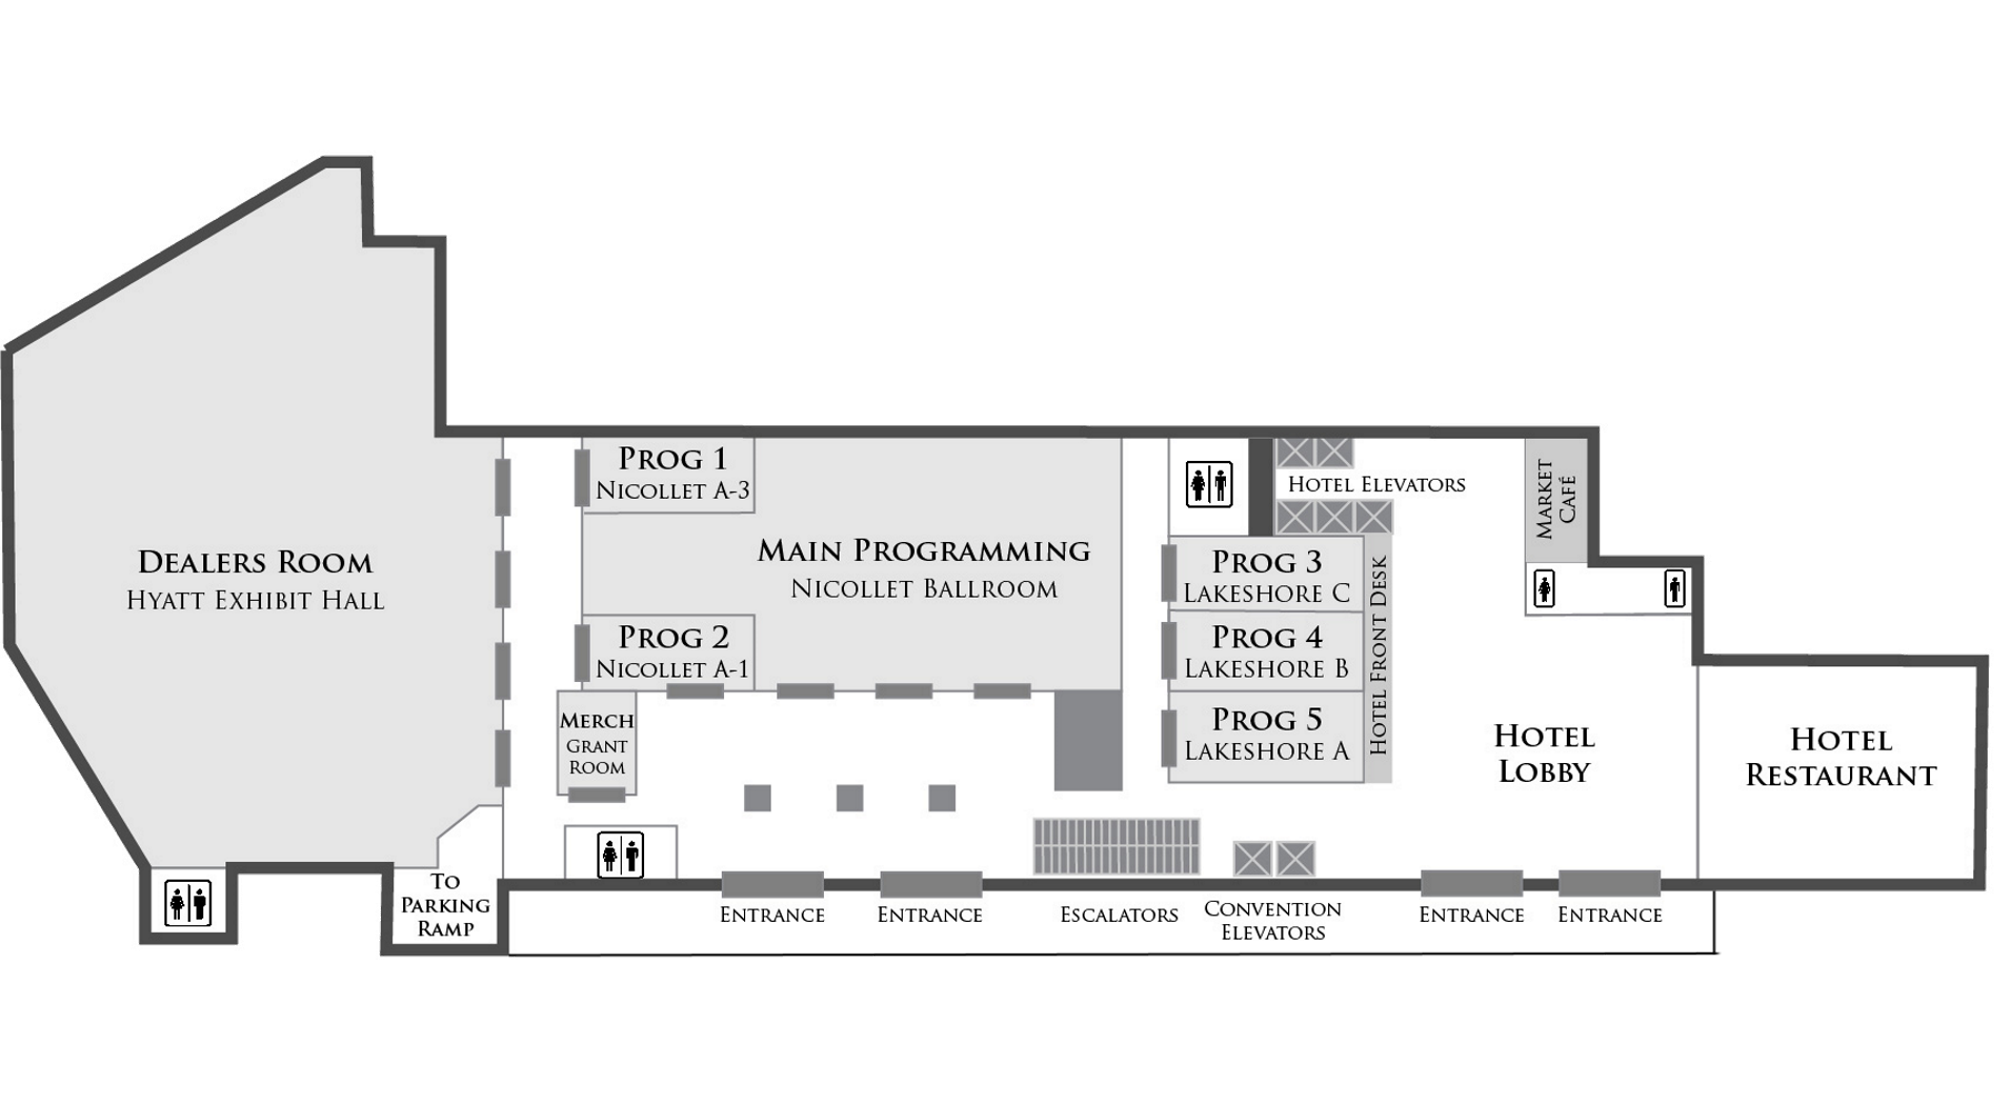 Dealers Room
Hyatt Exhibit Hall
To
Parking
Ramp
Prog 1
Nicollet A-3
Main Programming
Nicollet Ballroom
Prog 2
Nicollet A-1
Merch
Grant
Room
Prog 3
Lakeshore C
Prog 4
Lakeshore B
Prog 5
Lakeshore A
Hotel Elevators
Hotel Front Desk
Market
Café
Hotel
Lobby
Hotel
Restaurant
Entrance
Entrance
Escalators
Convention
Elevators
Entrance
Entrance